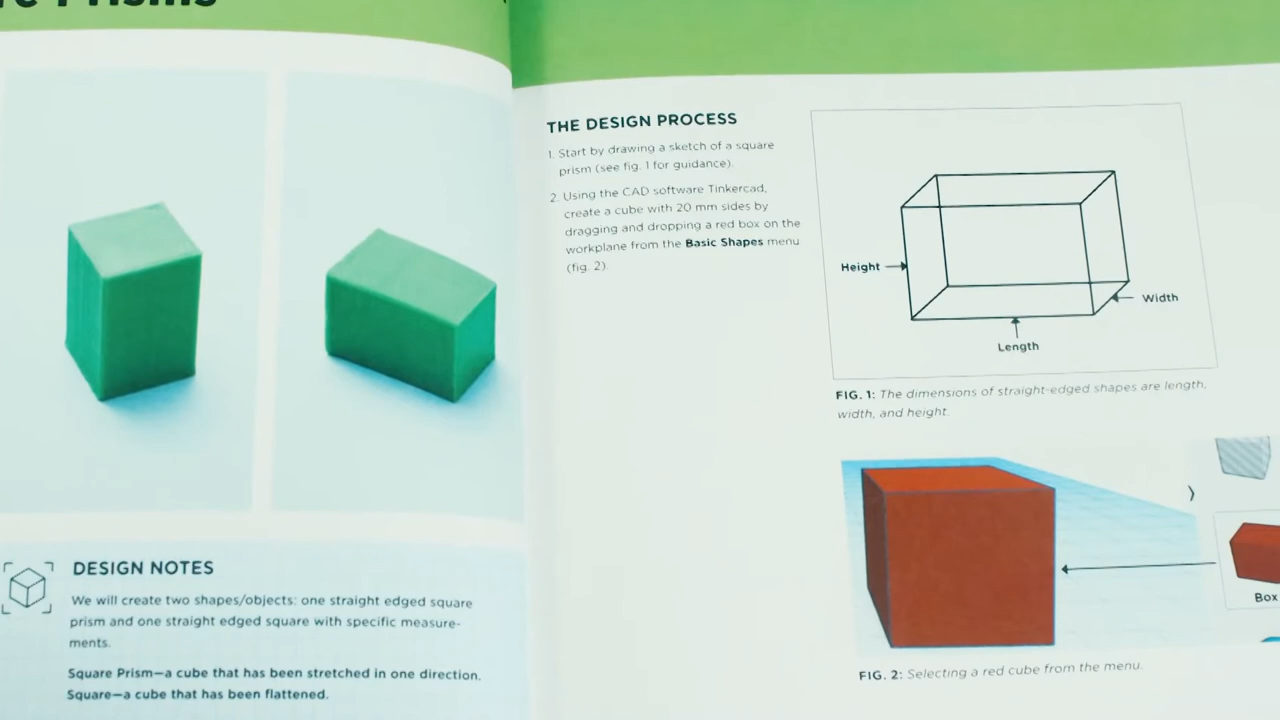 Prisms
DESIGN NOTES
We will create two shapes/objects: one straight edged square
prism and one straight edged square with specific measure-
ments.
Square Prism—a cube that has been stretched in one direction.
Square—a cube that has been flattened.
THE DESIGN PROCESS
1. Start by drawing a sketch of a square
prism (see fig. 1 for guidance).
2. Using the CAD software Tinkercad,
create a cube with 20 mm sides by
dragging and dropping a red box on the
workplane from the Basic Shapes menu
(fig. 2).
Height
Width
Length
FIG. 1: The dimensions of straight-edged shapes are length,
width, and height.
Box
FIG. 2: Selecting a red cube from the menu.